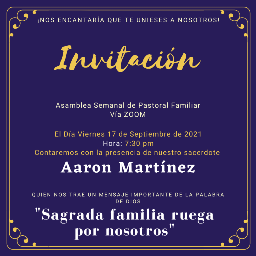 ¡NOS ENCANTARÍA QUE TE UNIESES A NOSOTROS!
Invitación
Asamblea Semanal de Pastoral Familiar
Vía ZOOM
El Día Viernes 17 de Septiembre de 2021
Hora: 7:30 pm
Contaremos con la presencia de nuestro sacerdote
Aaron Martínez
QUIEN NOS TRAE UN MENSAJE IMPORTANTE DE LA PALABRA
DE DIOS
"Sagrada familia ruega
por nosotros"